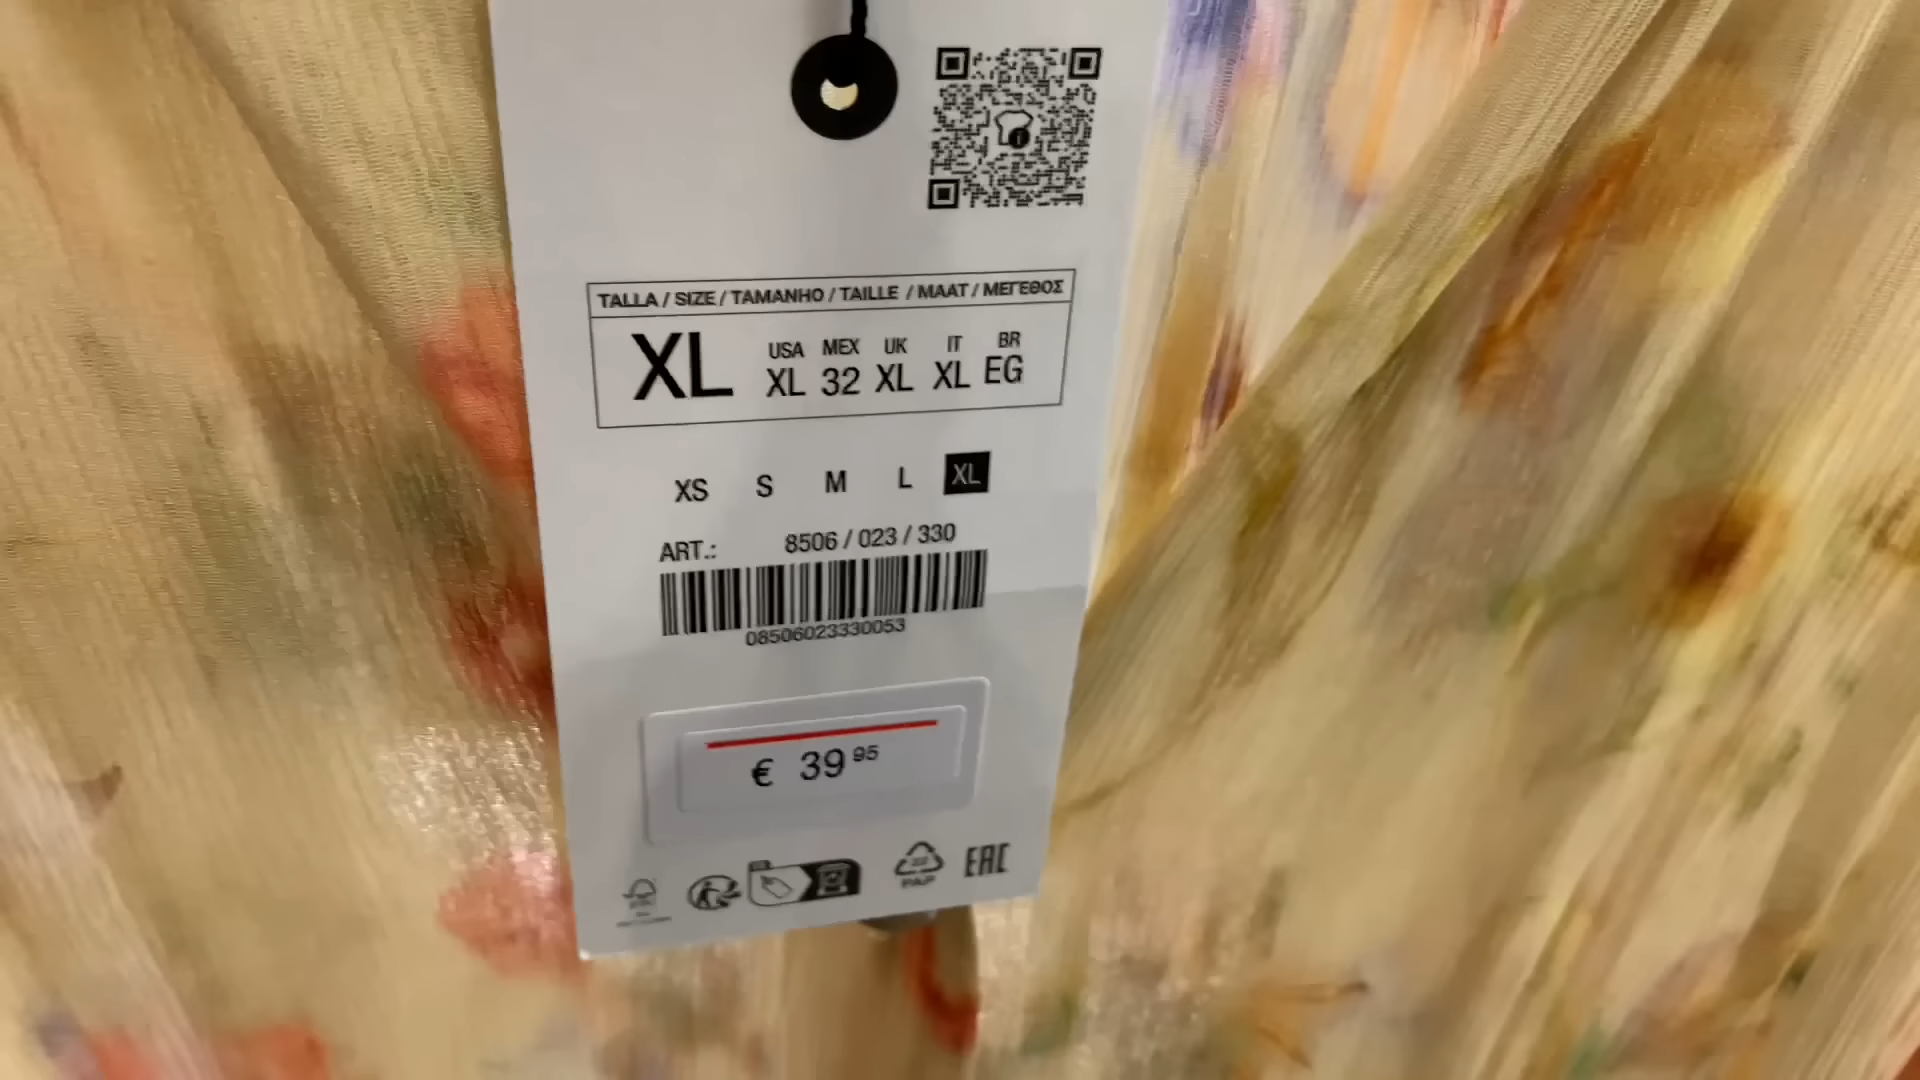 TALLA / SIZE / TAMANHO / TAILLE / MAAT / ΜΕΓΕΘΟΣ
XL
USA MEX UK IT BR
XL 32 XL XL EG
XS S M L XL
ART.: 8506 / 023 / 330
08506023330053
€ 39 95
22
PAP
EAC